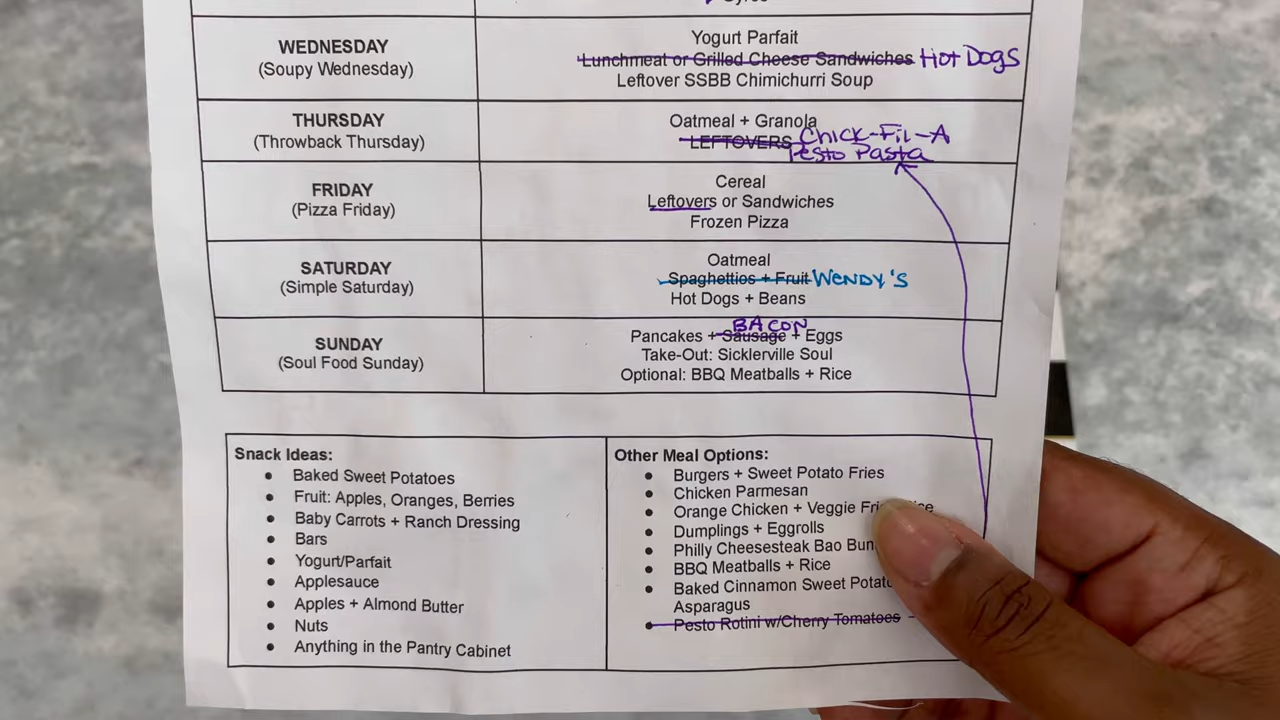 WEDNESDAY
(Soupy Wednesday)
Yogurt Parfait
Lunchmeat or Grilled Cheese Sandwiches Hot Dogs
Leftover SSBB Chimichurri Soup
THURSDAY
(Throwback Thursday)
Oatmeal + Granola
LEFTOVERS Chick-Fil-A
Pesto Pasta
FRIDAY
(Pizza Friday)
Cereal
Leftovers or Sandwiches
Frozen Pizza
SATURDAY
(Simple Saturday)
Oatmeal
Spaghettios + Fruit WENDY'S
Hot Dogs + Beans
SUNDAY
(Soul Food Sunday)
BACON
Pancakes + Sausage + Eggs
Take-Out: Sicklerville Soul
Optional: BBQ Meatballs + Rice
Snack Ideas:
Baked Sweet Potatoes
Fruit: Apples, Oranges, Berries
Baby Carrots + Ranch Dressing
Bars
Yogurt/Parfait
Applesauce
Apples + Almond Butter
Nuts
Anything in the Pantry Cabinet
Other Meal Options:
Burgers + Sweet Potato Fries
Chicken Parmesan
Orange Chicken + Veggie
Dumplings + Eggrolls
Philly Cheesesteak Bao
BBQ Meatballs + Rice
Baked Cinnamon Sweet
Asparagus
Pesto Rotini w/Cherry Tomatoes